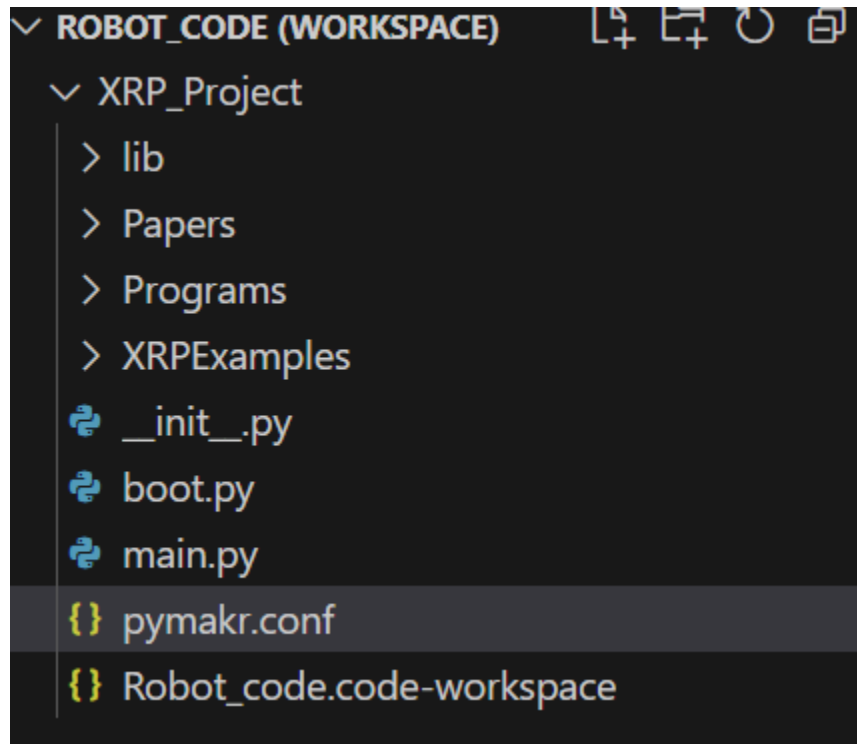 ROBOT_CODE (WORKSPACE)
XRP_Project
lib
Papers
Programs
XRPExamples
__init__.py
boot.py
main.py
{} pymakr.conf
{} Robot_code.code-workspace